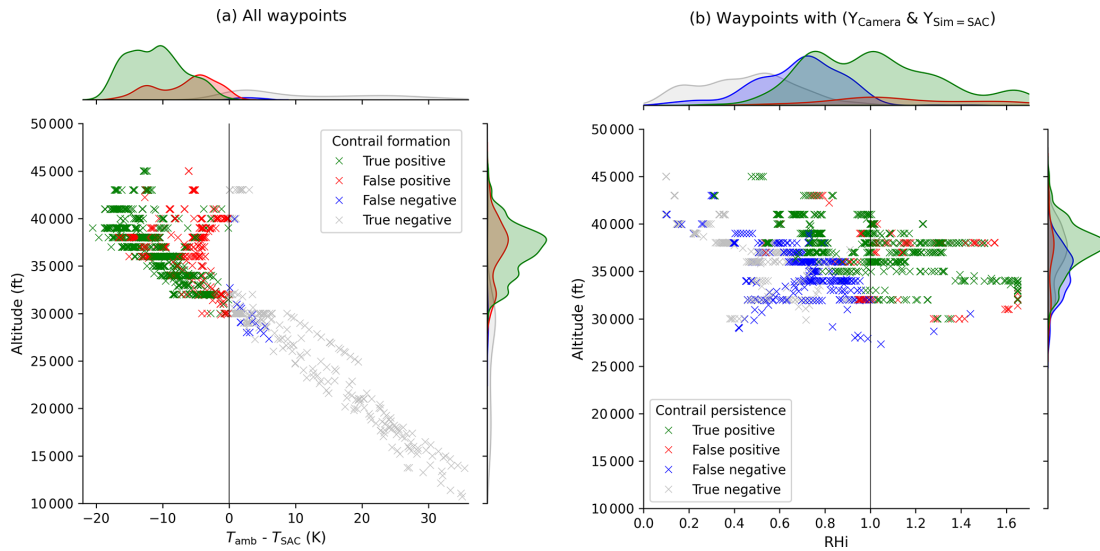 (a) All waypoints
(b) Waypoints with (Y_Camera & Y_Sim = SAC)
50 000
45 000
40 000
35 000
30 000
25 000
20 000
15 000
10 000
Altitude (ft)
Contrail formation
True positive
False positive
False negative
True negative
−20
−10
0
10
20
30
T_amb - T_SAC (K)
50 000
45 000
40 000
35 000
30 000
25 000
20 000
15 000
10 000
Altitude (ft)
Contrail persistence
True positive
False positive
False negative
True negative
0.0
0.2
0.4
0.6
0.8
1.0
1.2
1.4
1.6
RHi